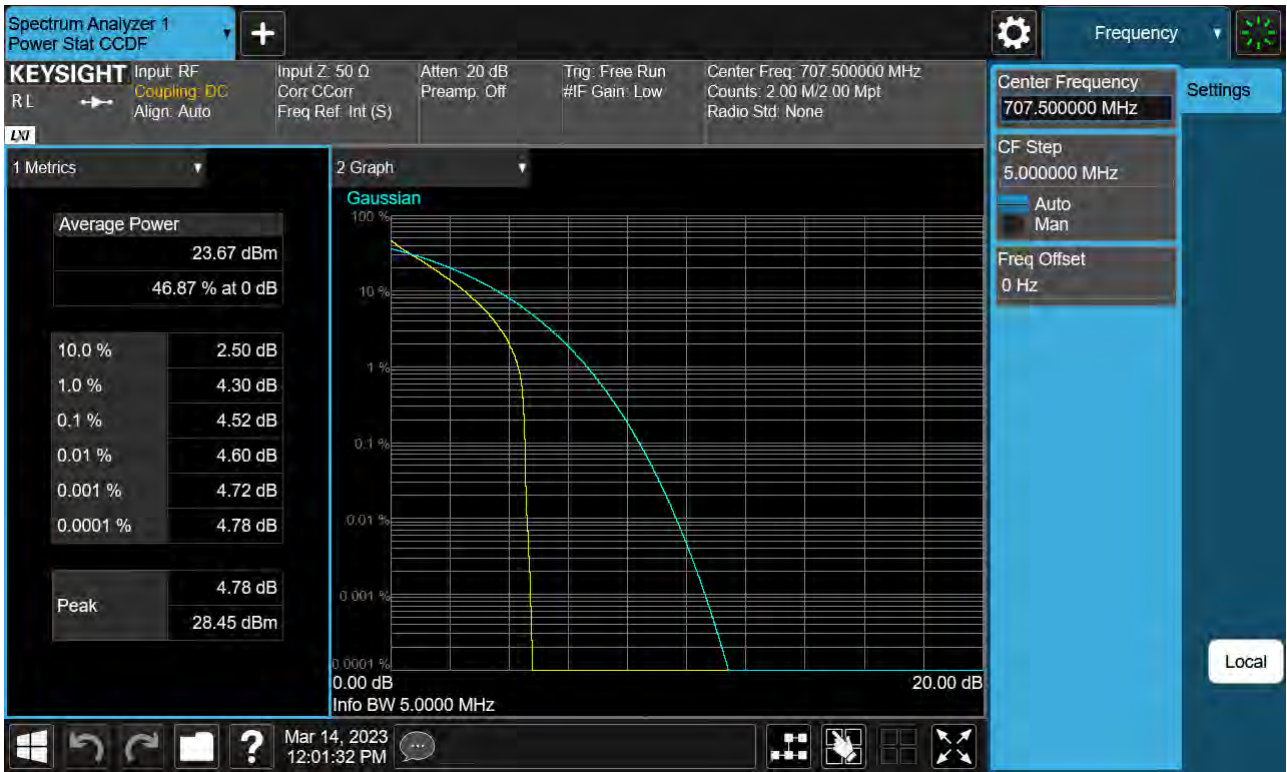 Spectrum Analyzer 1
Power Stat CCDF
Frequency
KEYSIGHT
RL
LXI
Input: RF
Coupling: DC
Align: Auto
Input Z: 50 Ω
Corr CCorr
Freq Ref: Int (S)
Atten: 20 dB
Preamp: Off
Trig: Free Run
#IF Gain: Low
Center Freq: 707.500000 MHz
Counts: 2.00 M/2.00 Mpt
Radio Std: None
1 Metrics
Average Power
23.67 dBm
46.87 % at 0 dB
10.0 % 2.50 dB
1.0 % 4.30 dB
0.1 % 4.52 dB
0.01 % 4.60 dB
0.001 % 4.72 dB
0.0001 % 4.78 dB
Peak
4.78 dB
28.45 dBm
2 Graph
Gaussian
100 %
10 %
1 %
0.1 %
0.01 %
0.001 %
0.0001 %
0.00 dB
20.00 dB
Info BW 5.0000 MHz
Center Frequency
707.500000 MHz
CF Step
5.000000 MHz
Auto
Man
Freq Offset
0 Hz
Settings
Local
?
Mar 14, 2023
12:01:32 PM